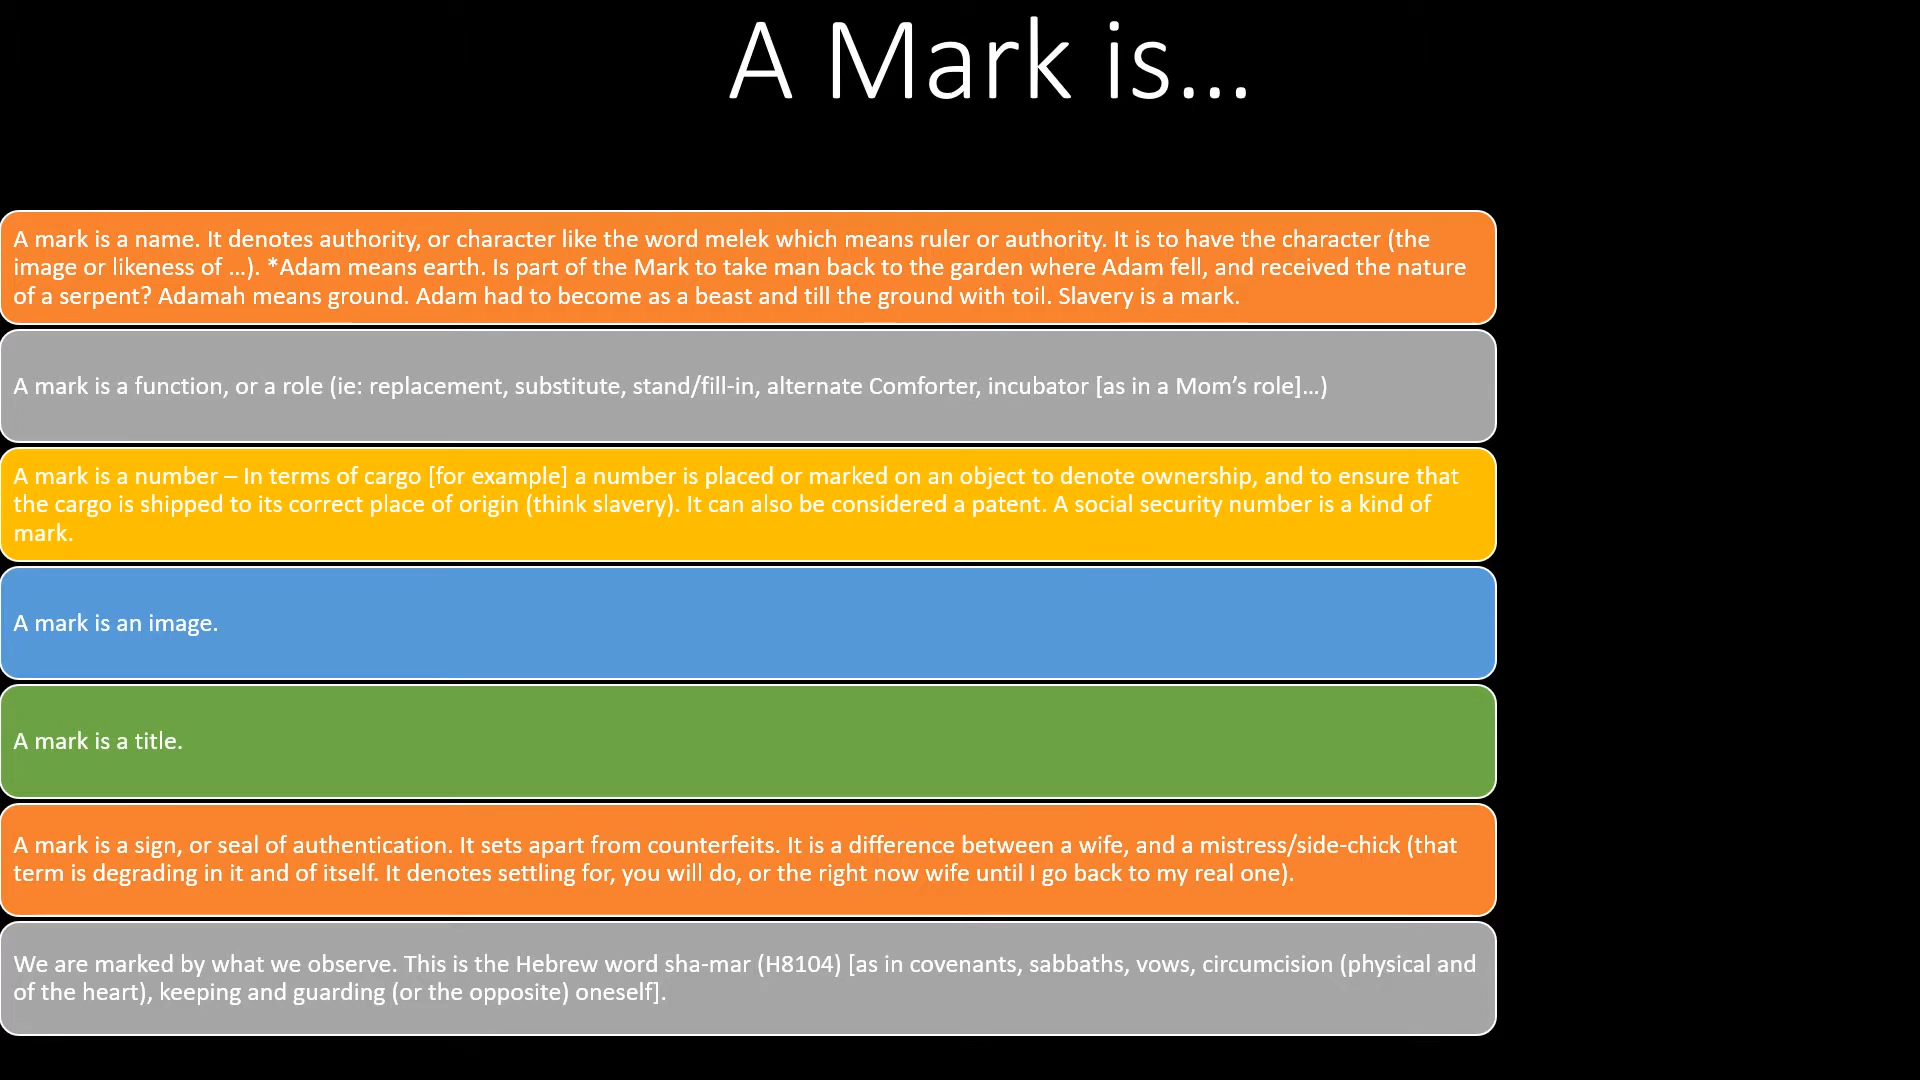 A Mark is...
A mark is a name. It denotes authority, or character like the word melek which means ruler or authority. It is to have the character (the
image or likeness of ...). *Adam means earth. Is part of the Mark to take man back to the garden where Adam fell, and received the nature
of a serpent? Adamah means ground. Adam had to become as a beast and till the ground with toil. Slavery is a mark.
A mark is a function, or a role (ie: replacement, substitute, stand/fill-in, alternate Comforter, incubator [as in a Mom’s role]...)
A mark is a number – In terms of cargo [for example] a number is placed or marked on an object to denote ownership, and to ensure that
the cargo is shipped to its correct place of origin (think slavery). It can also be considered a patent. A social security number is a kind of
mark.
A mark is an image.
A mark is a title.
A mark is a sign, or seal of authentication. It sets apart from counterfeits. It is a difference between a wife, and a mistress/side-chick (that
term is degrading in it and of itself. It denotes settling for, you will do, or the right now wife until I go back to my real one).
We are marked by what we observe. This is the Hebrew word sha-mar (H8104) [as in covenants, sabbaths, vows, circumcision (physical and
of the heart), keeping and guarding (or the opposite) oneself].